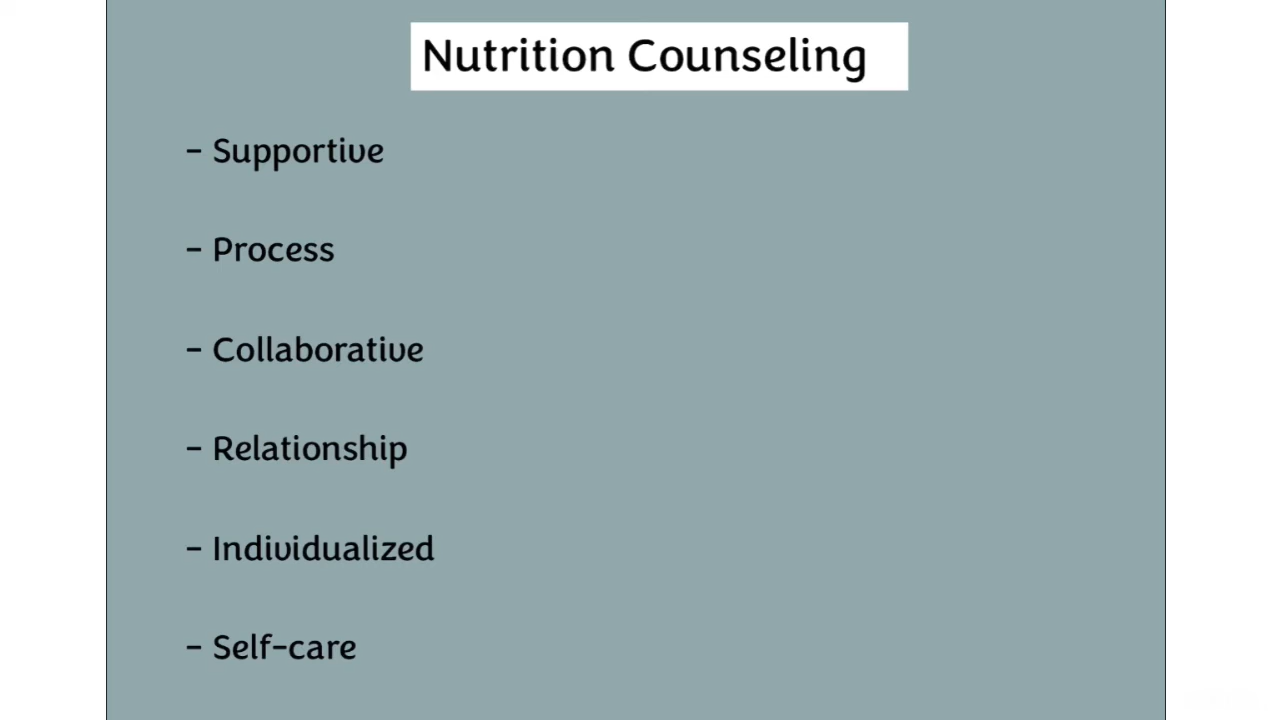 Nutrition Counseling
- Supportive
- Process
- Collaborative
- Relationship
- Individualized
- Self-care